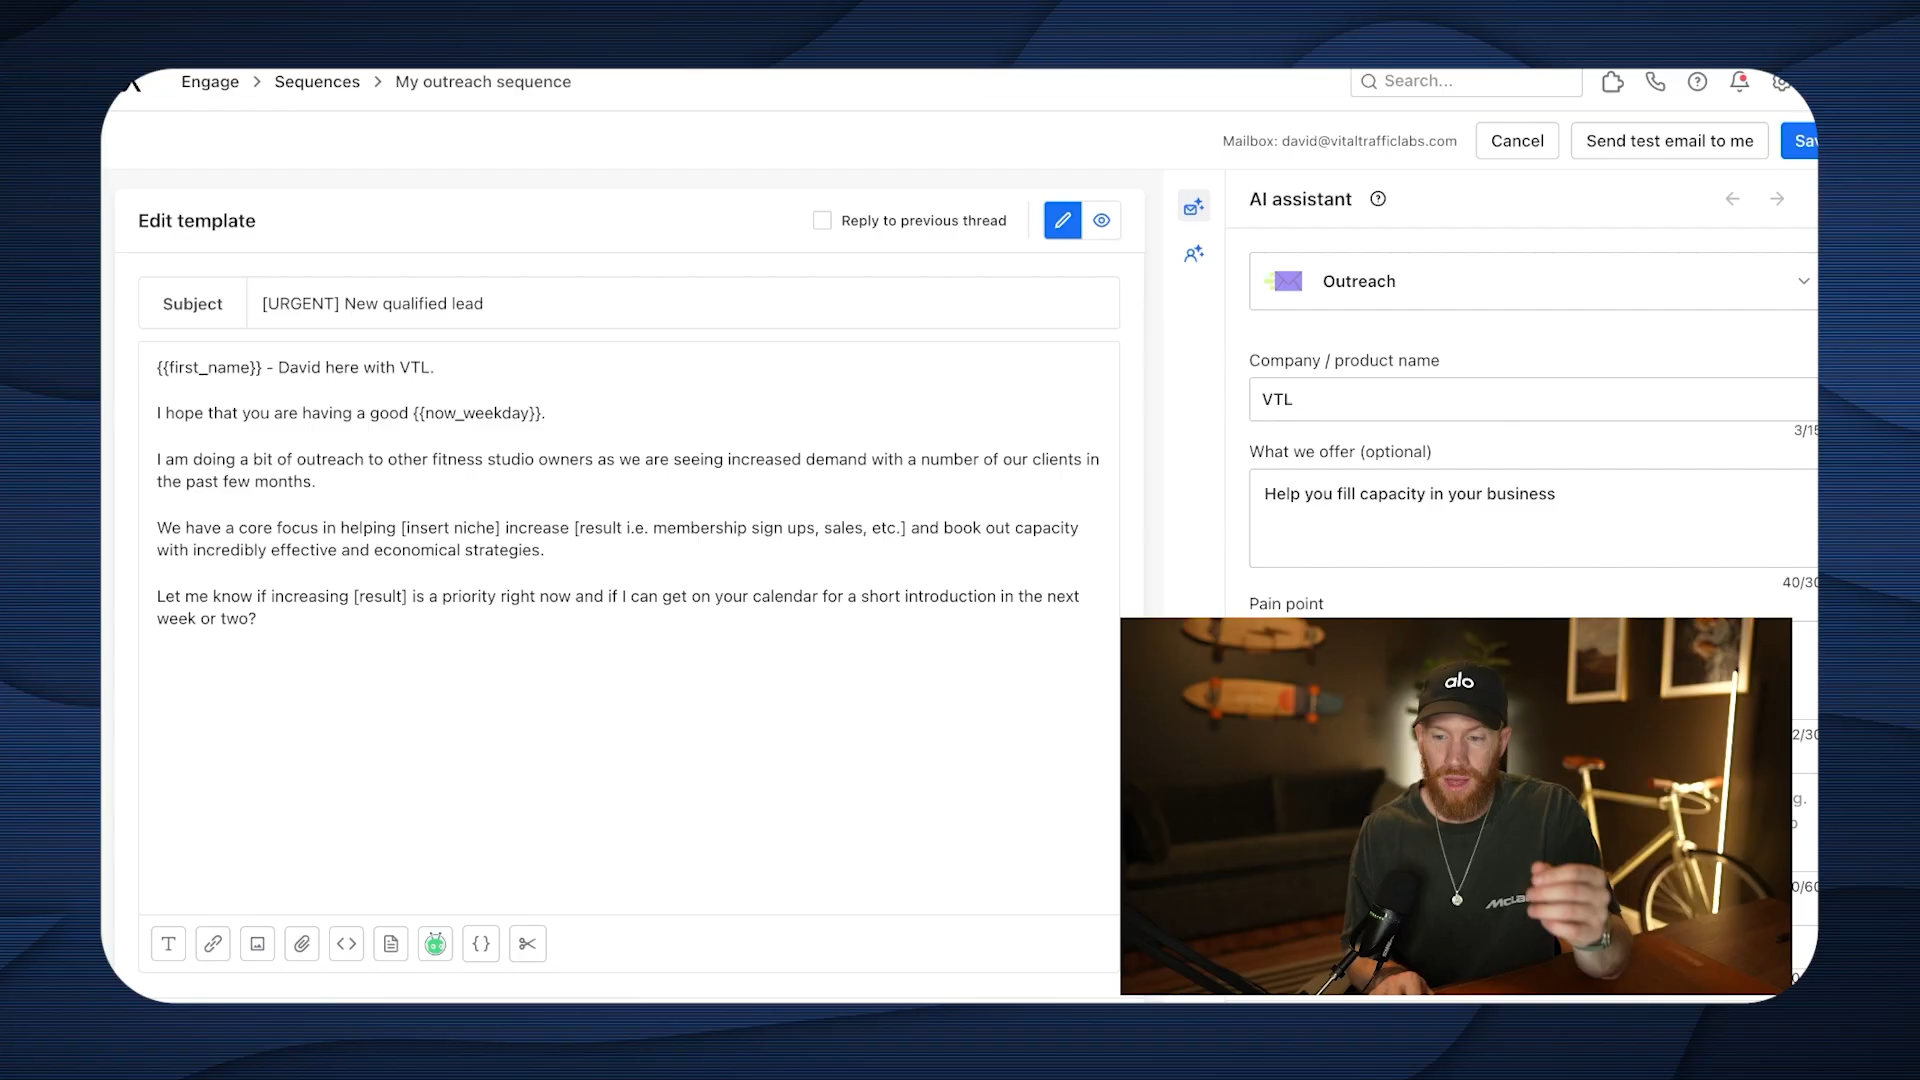 Engage > Sequences > My outreach sequence
Search...
Mailbox: david@vitaltrafficlabs.com
Cancel
Send test email to me
Edit template
Reply to previous thread
AI assistant
Subject
[URGENT] New qualified lead
Outreach
{{first_name}} - David here with VTL.
I hope that you are having a good {{now_weekday}}.
I am doing a bit of outreach to other fitness studio owners as we are seeing increased demand with a number of our clients in
the past few months.
We have a core focus in helping [insert niche] increase [result i.e. membership sign ups, sales, etc.] and book out capacity
with incredibly effective and economical strategies.
Let me know if increasing [result] is a priority right now and if I can get on your calendar for a short introduction in the next
week or two?
Company / product name
VTL
What we offer (optional)
Help you fill capacity in your business
Pain point
alo